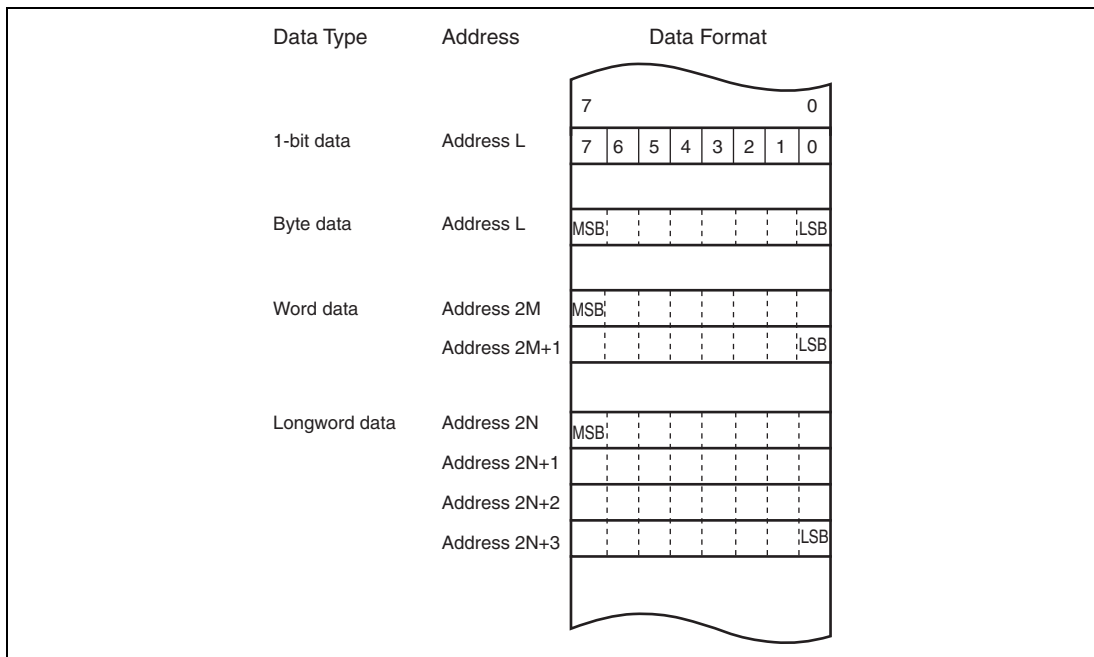 Data Type Address Data Format
7 0
1-bit data Address L 7 6 5 4 3 2 1 0
Byte data Address L MSB LSB
Word data Address 2M MSB
Address 2M+1 LSB
Longword data Address 2N MSB
Address 2N+1
Address 2N+2
Address 2N+3 LSB